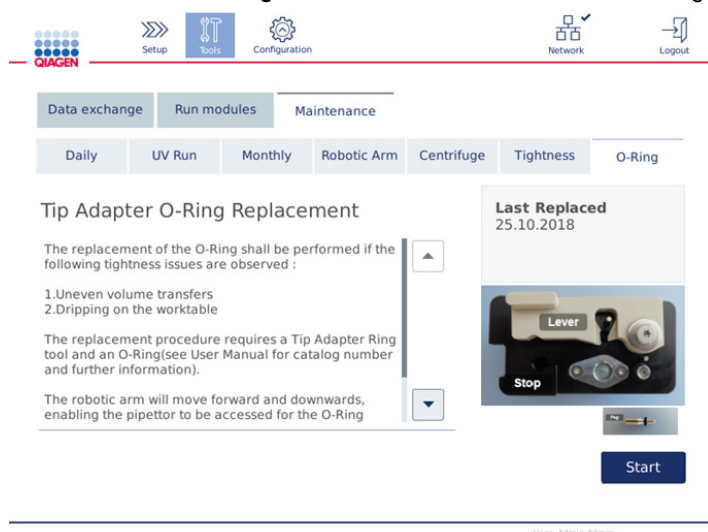 Setup
Tools
Configuration
Network
Logout
QIAGEN
Data exchange
Run modules
Maintenance
Daily
UV Run
Monthly
Robotic Arm
Centrifuge
Tightness
O-Ring
Tip Adapter O-Ring Replacement
The replacement of the O-Ring shall be performed if the
following tightness issues are observed :
1.Uneven volume transfers
2.Dripping on the worktable
The replacement procedure requires a Tip Adapter Ring
tool and an O-Ring(see User Manual for catalog number
and further information).
The robotic arm will move forward and downwards,
enabling the pipettor to be accessed for the O-Ring
Last Replaced
25.10.2018
Lever
Stop
Peg
Start